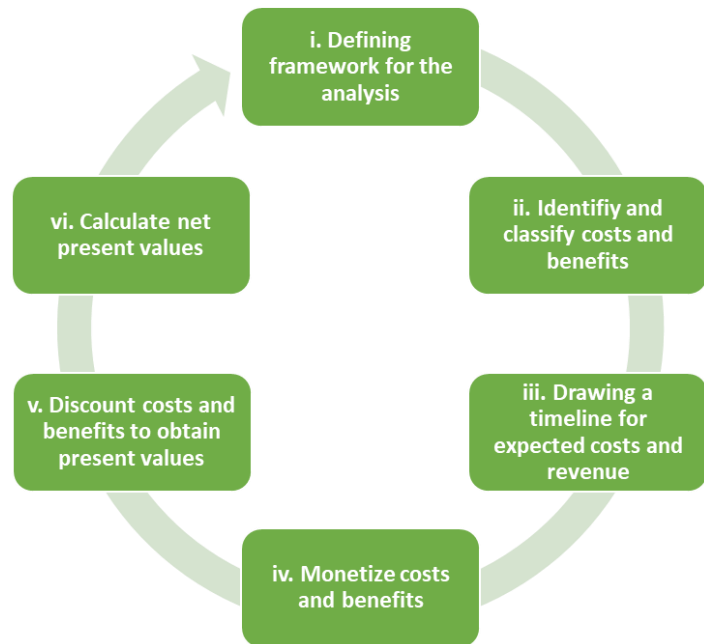 i. Defining
framework for the
analysis
ii. Identifiy and
classify costs and
benefits
iii. Drawing a
timeline for
expected costs and
revenue
iv. Monetize costs
and benefits
v. Discount costs and
benefits to obtain
present values
vi. Calculate net
present values